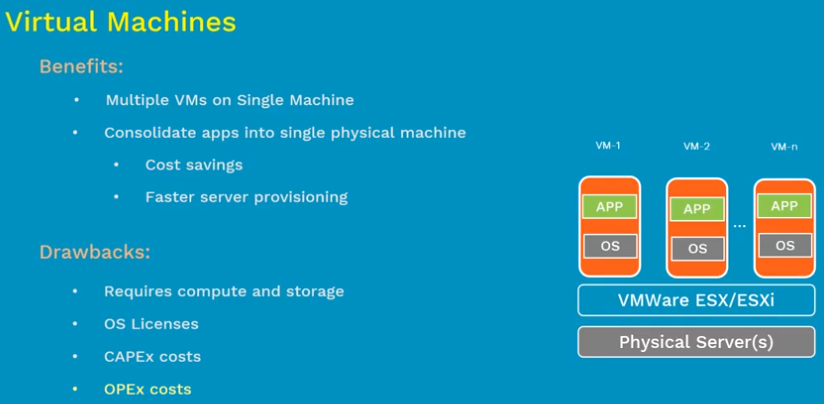 Virtual Machines
Benefits:
• Multiple VMs on Single Machine
• Consolidate apps into single physical machine
• Cost savings
• Faster server provisioning
Drawbacks:
• Requires compute and storage
• OS Licenses
• CAPEx costs
• OPEx costs
VM-1 VM-2 VM-n
APP APP ... APP
OS OS OS
VMWare ESX/ESXi
Physical Server(s)